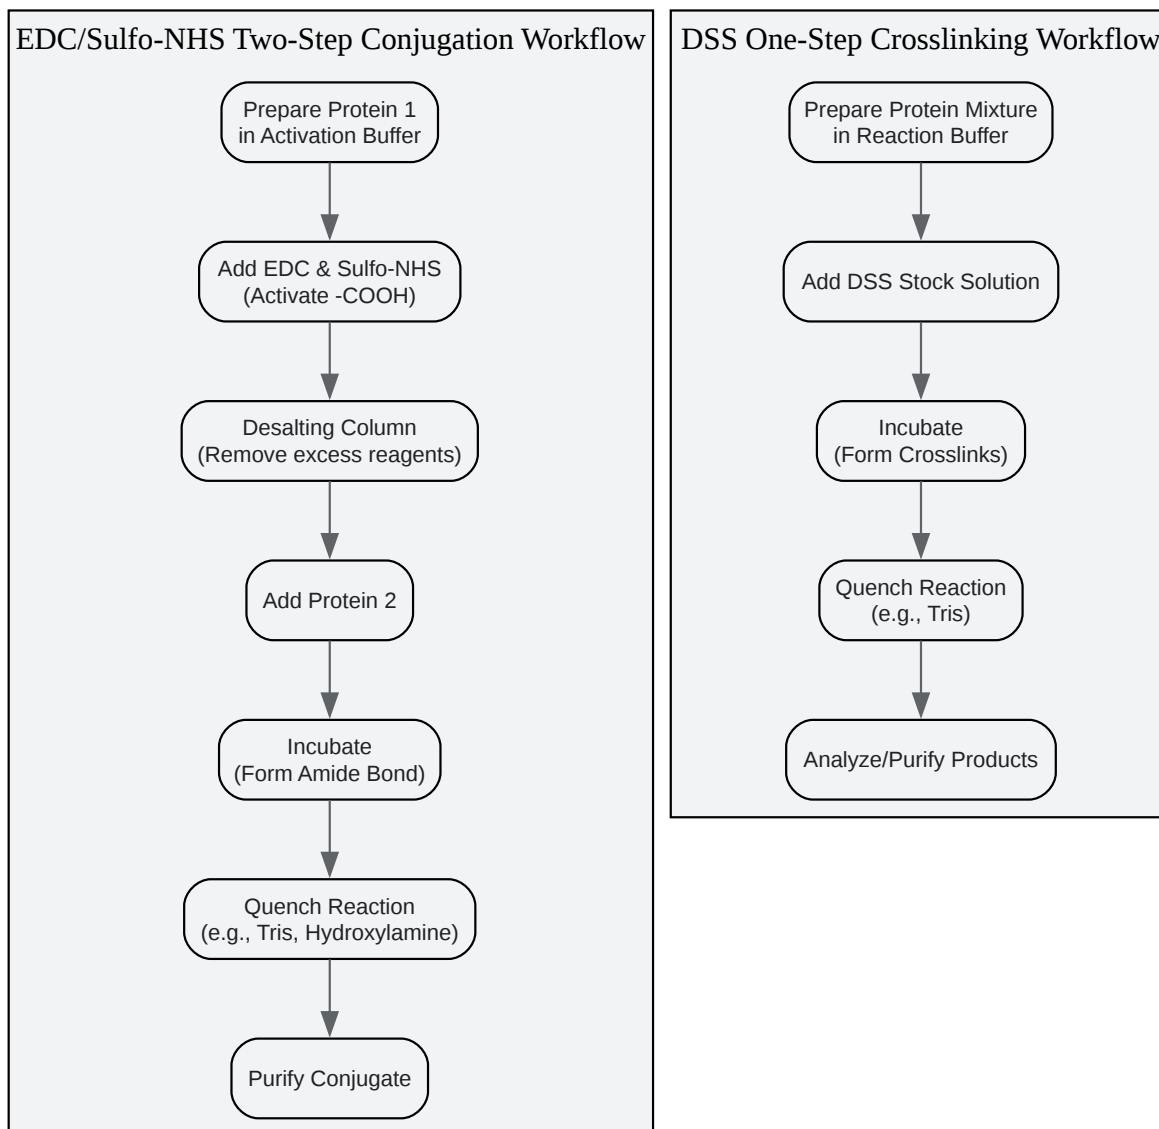 EDC/Sulfo-NHS Two-Step Conjugation Workflow
Prepare Protein 1
in Activation Buffer
Add EDC & Sulfo-NHS
(Activate -COOH)
Desalting Column
(Remove excess reagents)
Add Protein 2
Incubate
(Form Amide Bond)
Quench Reaction
(e.g., Tris, Hydroxylamine)
Purify Conjugate
DSS One-Step Crosslinking Workflow
Prepare Protein Mixture
in Reaction Buffer
Add DSS Stock Solution
Incubate
(Form Crosslinks)
Quench Reaction
(e.g., Tris)
Analyze/Purify Products